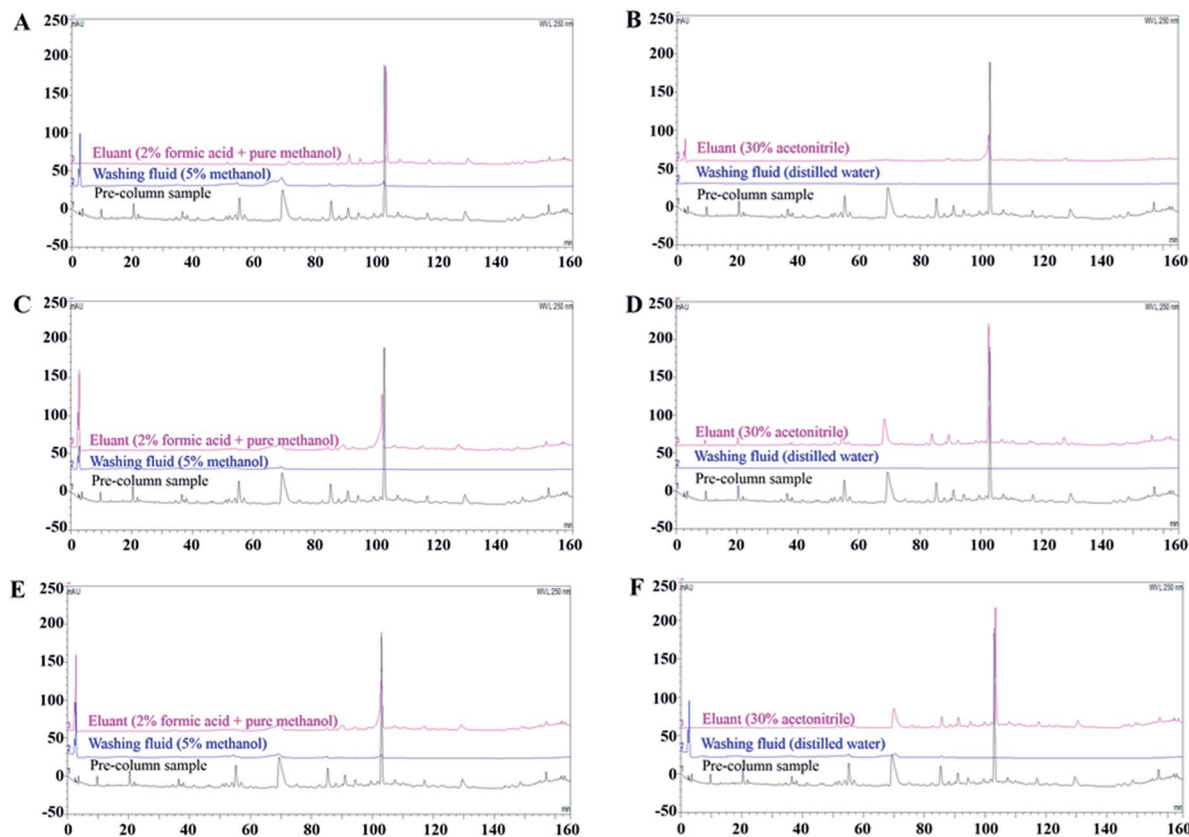 A
250
mAU
WVL:250 nm
200
150
100
Eluant (2% formic acid + pure methanol)
50
Washing fluid (5% methanol)
Pre-column sample
0
-50
min
0 20 40 60 80 100 120 140 160
B
250
mAU
WVL:250 nm
200
150
100
Eluant (30% acetonitrile)
50
Washing fluid (distilled water)
Pre-column sample
0
-50
min
0 20 40 60 80 100 120 140 160
C
250
mAU
WVL:250 nm
200
150
100
Eluant (2% formic acid + pure methanol)
50
Washing fluid (5% methanol)
Pre-column sample
0
-50
min
0 20 40 60 80 100 120 140 160
D
250
mAU
WVL:250 nm
200
150
100
Eluant (30% acetonitrile)
50
Washing fluid (distilled water)
Pre-column sample
0
-50
min
0 20 40 60 80 100 120 140 160
E
250
mAU
WVL:250 nm
200
150
100
Eluant (2% formic acid + pure methanol)
50
Washing fluid (5% methanol)
Pre-column sample
0
-50
min
0 20 40 60 80 100 120 140 160
F
250
mAU
WVL:250 nm
200
150
100
Eluant (30% acetonitrile)
50
Washing fluid (distilled water)
Pre-column sample
0
-50
min
0 20 40 60 80 100 120 140 160